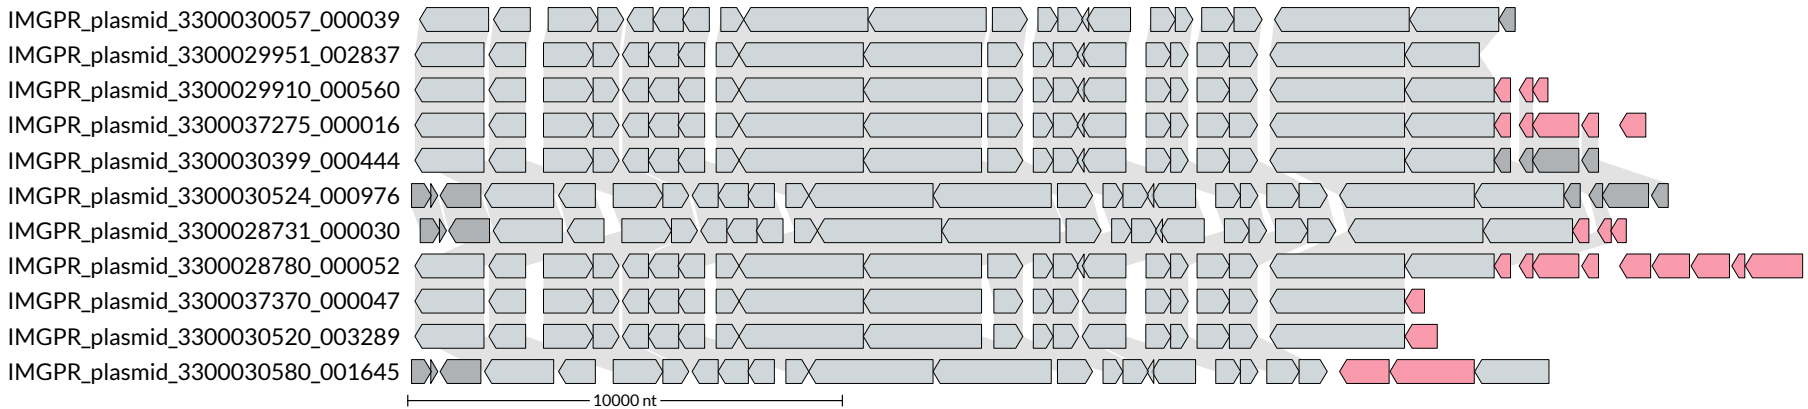 IMGPR_plasmid_3300030057_000039
IMGPR_plasmid_3300029951_002837
IMGPR_plasmid_3300029910_000560
IMGPR_plasmid_3300037275_000016
IMGPR_plasmid_3300030399_000444
IMGPR_plasmid_3300030524_000976
IMGPR_plasmid_3300028731_000030
IMGPR_plasmid_3300028780_000052
IMGPR_plasmid_3300037370_000047
IMGPR_plasmid_3300030520_003289
IMGPR_plasmid_3300030580_001645
10000 nt